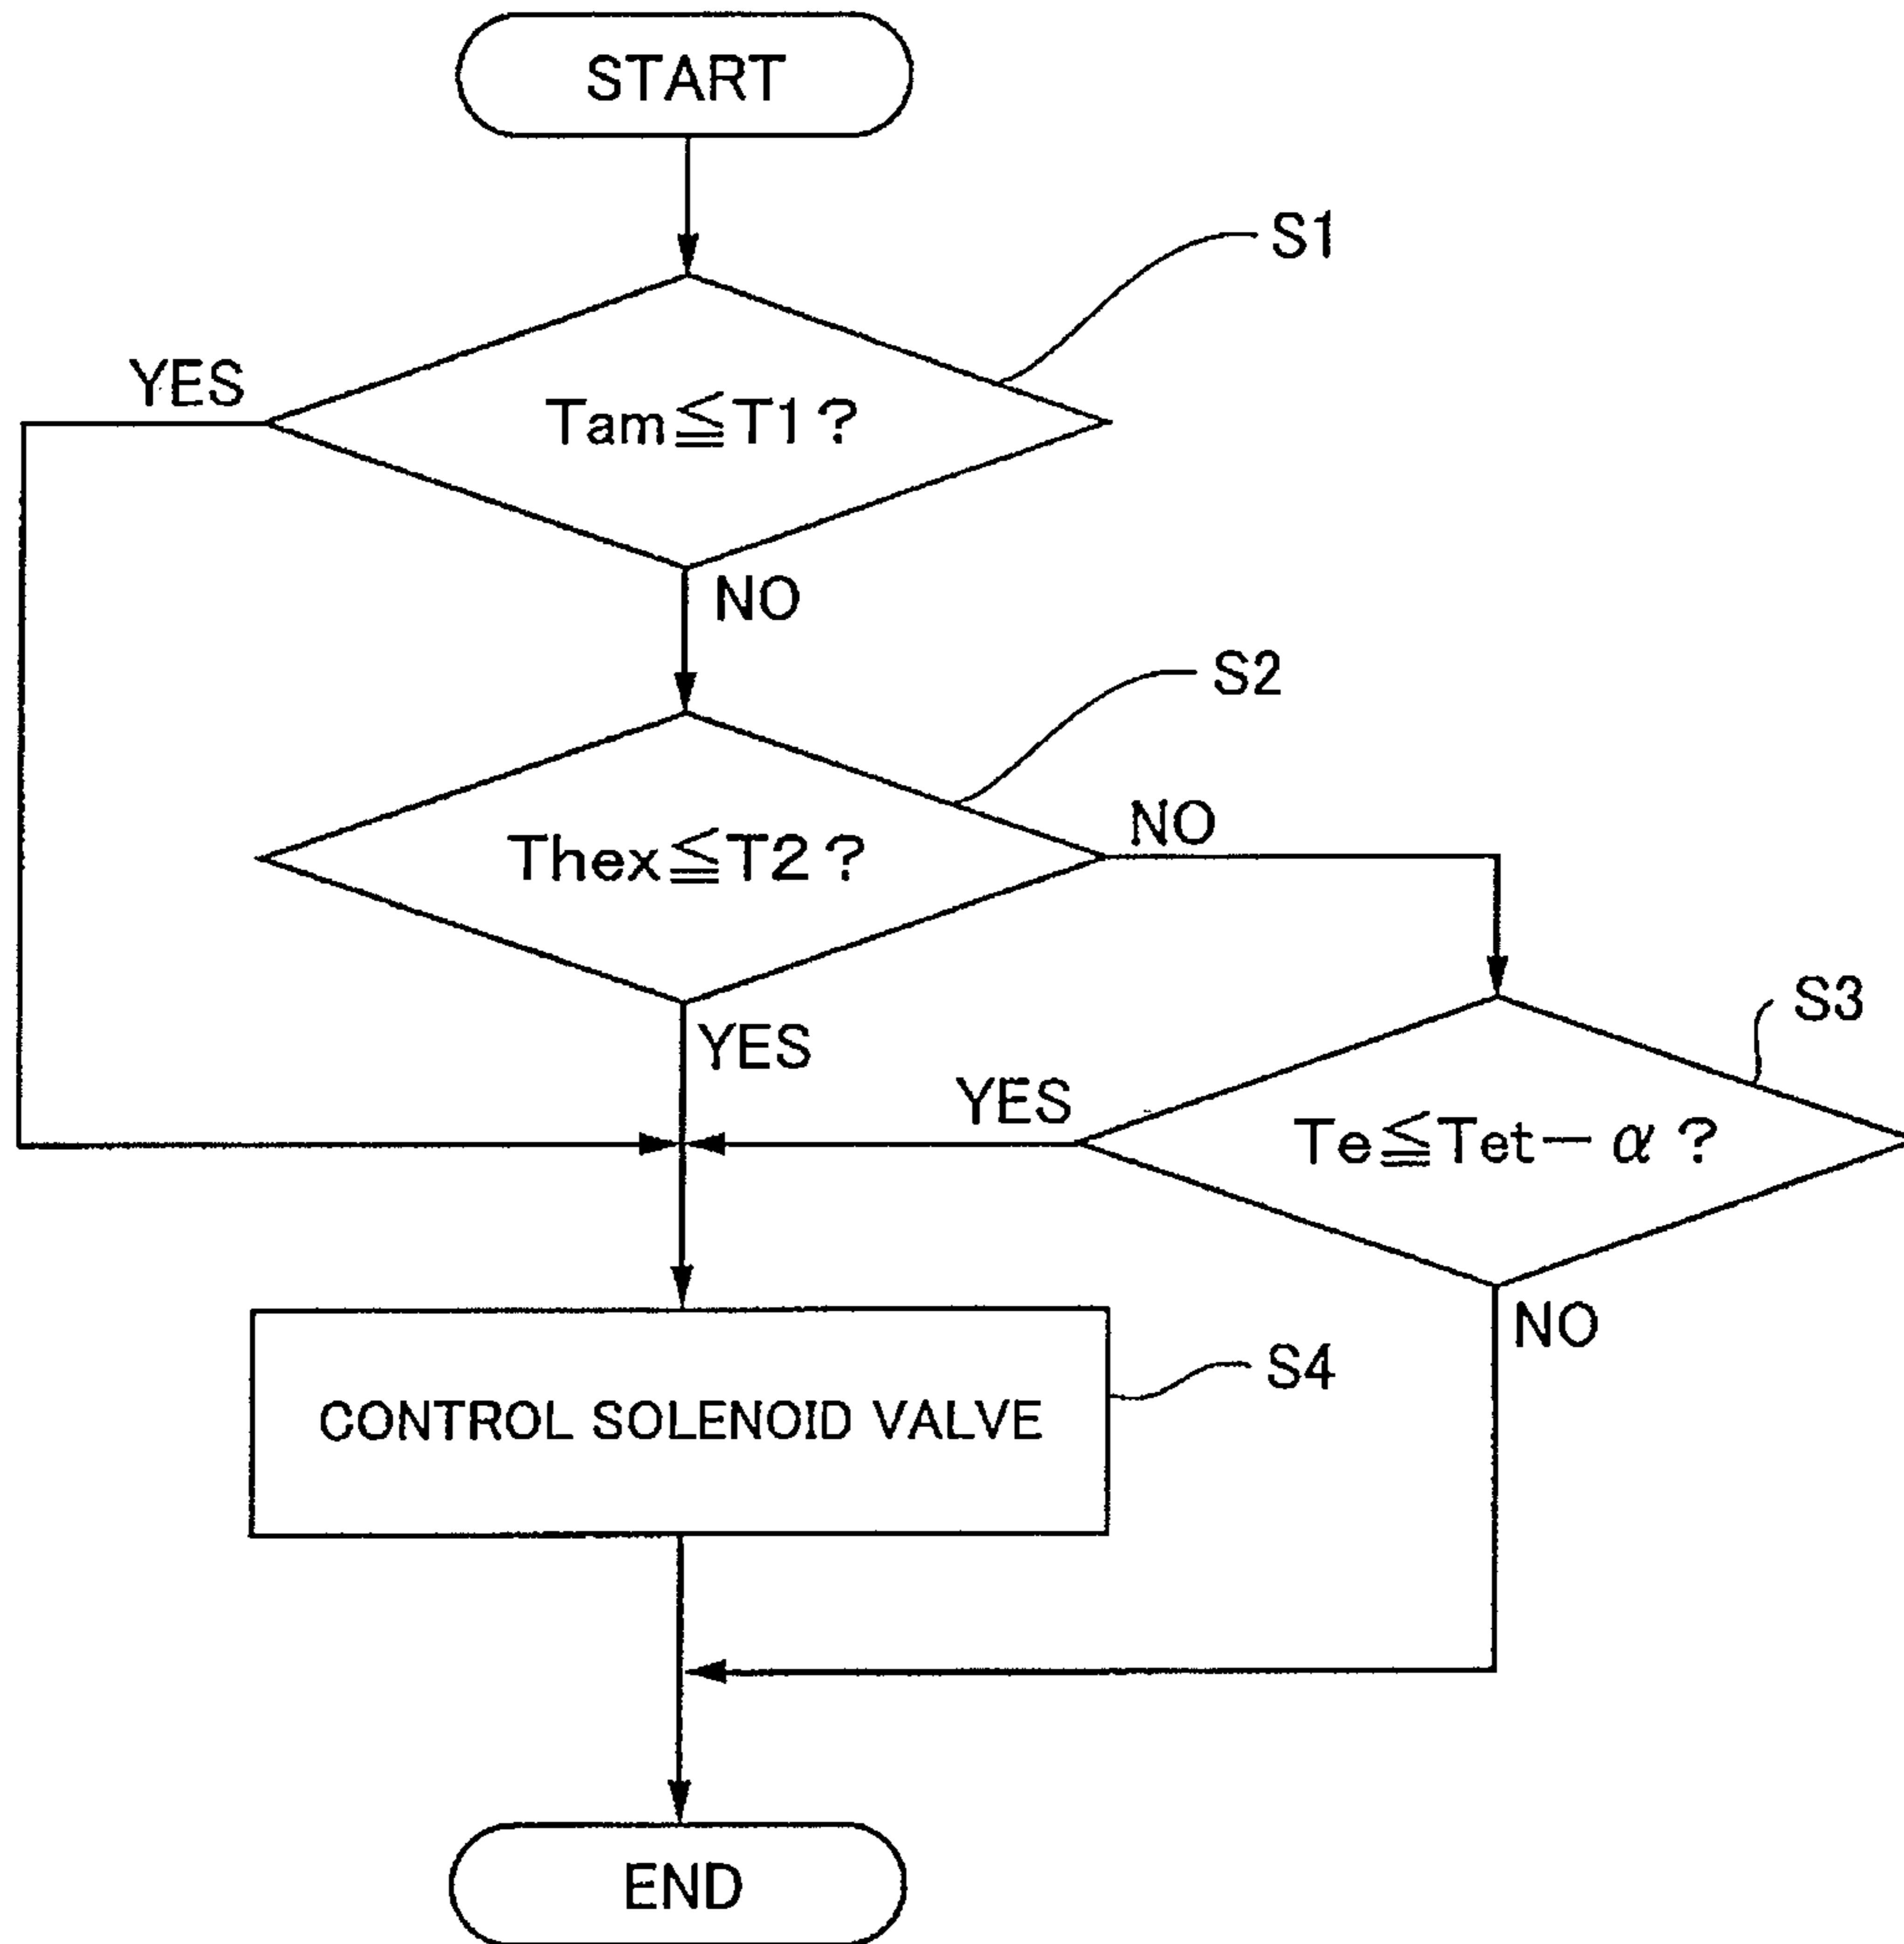 START
S1
YES
Tam≦T1?
NO
S2
NO
Thex≦T2?
S3
YES
YES
Te≦Tet−α?
NO
S4
CONTROL SOLENOID VALVE
END